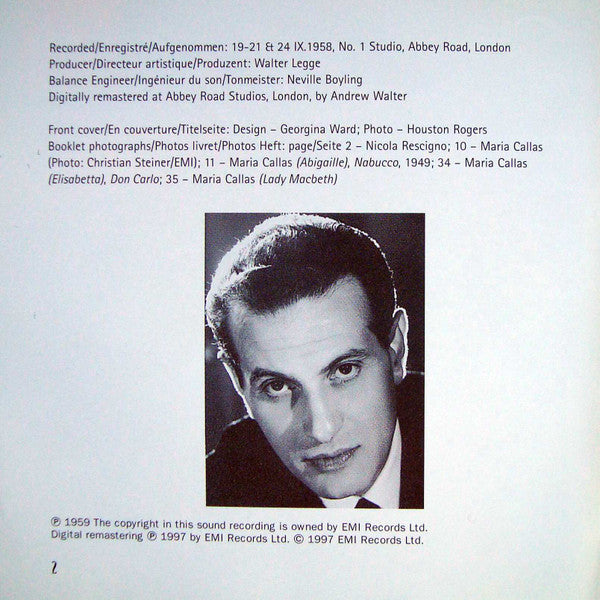 Recorded/Enregistré/Aufgenommen: 19-21 & 24 IX.1958, No. 1 Studio, Abbey Road, London
Producer/Directeur artistique/Produzent: Walter Legge
Balance Engineer/Ingénieur du son/Tonmeister: Neville Boyling
Digitally remastered at Abbey Road Studios, London, by Andrew Walter
Front cover/En couverture/Titelseite: Design – Georgina Ward; Photo – Houston Rogers
Booklet photographs/Photos livret/Photos Heft: page/Seite 2 – Nicola Rescigno; 10 – Maria Callas
(Photo: Christian Steiner/EMI); 11 – Maria Callas (Abigaille), Nabucco, 1949; 34 – Maria Callas
(Elisabetta), Don Carlo; 35 – Maria Callas (Lady Macbeth)
℗ 1959 The copyright in this sound recording is owned by EMI Records Ltd.
Digital remastering ℗ 1997 by EMI Records Ltd. © 1997 EMI Records Ltd.
2